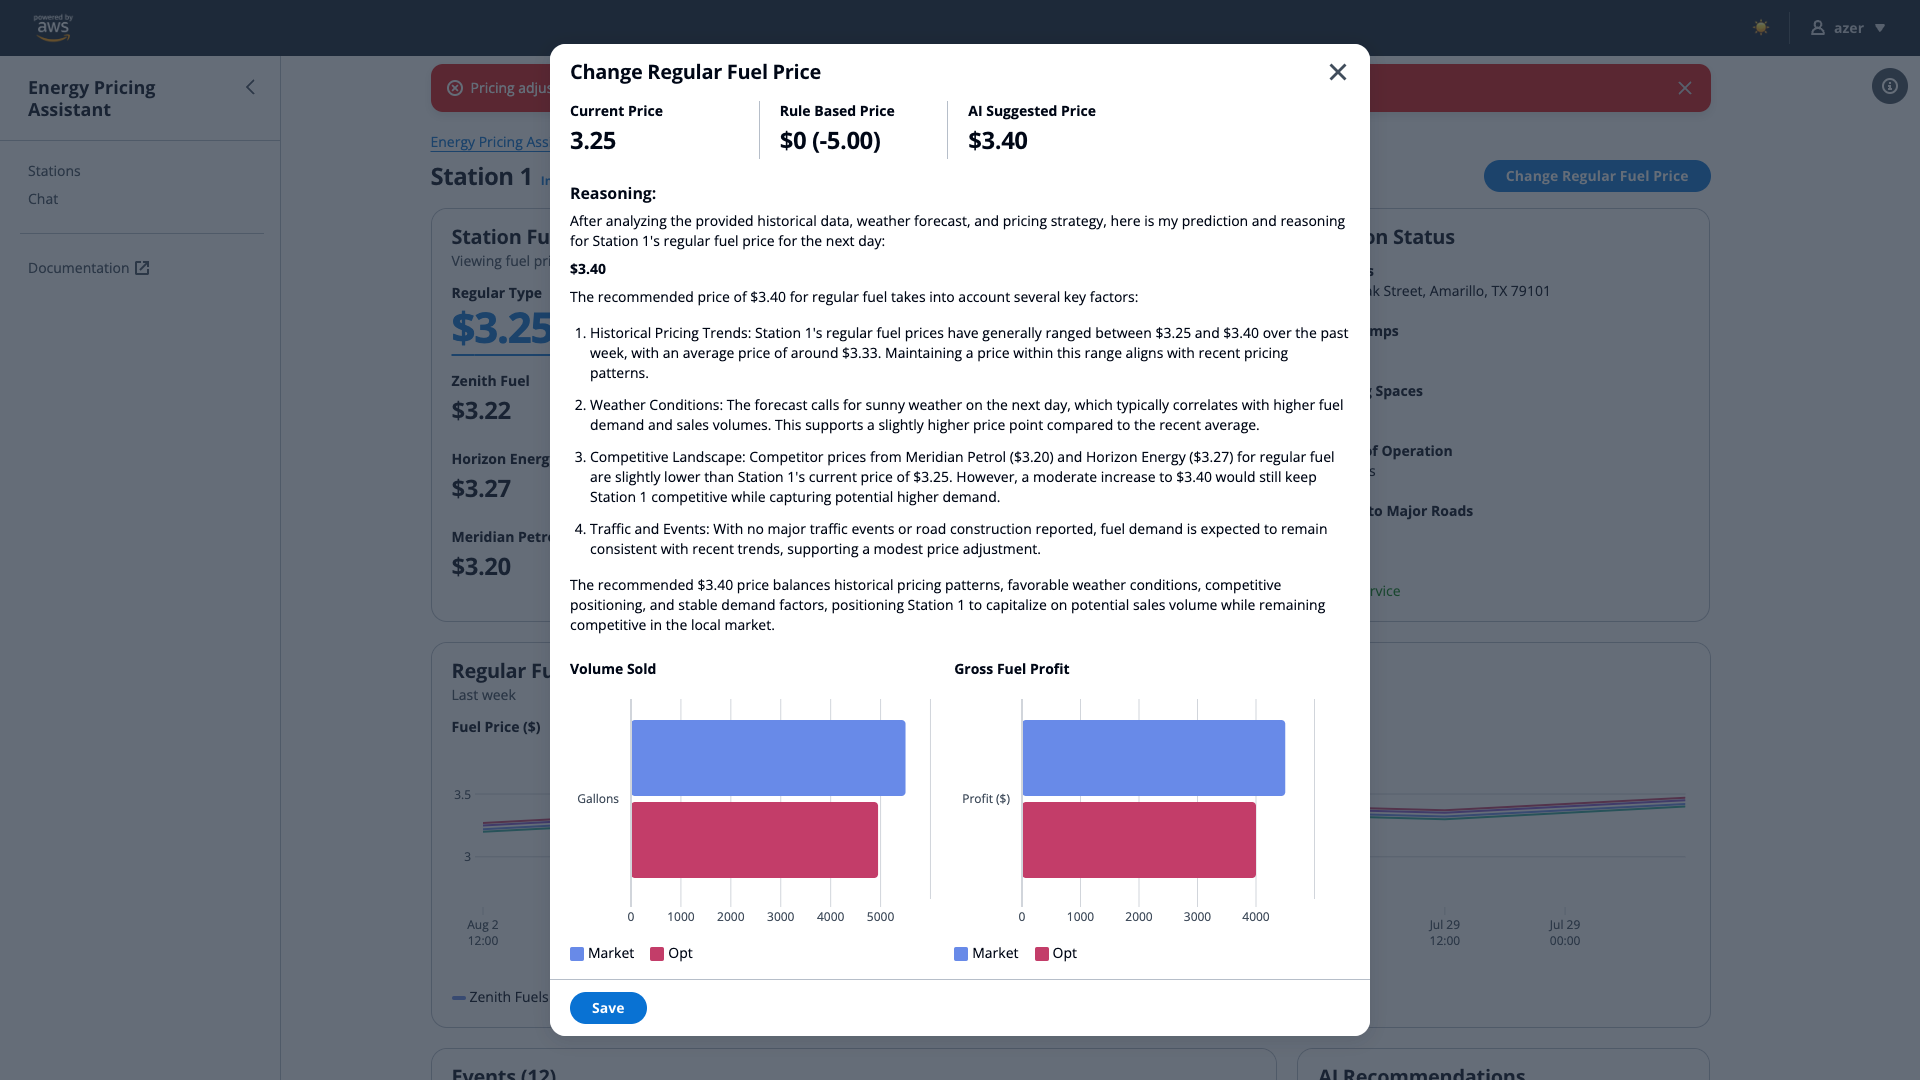 powered by
aws
azer
Energy Pricing
Assistant
Stations
Chat
Documentation
Pricing adjus
Energy Pricing Ass
Station 1
Change Regular Fuel Price
Station Fu
Viewing fuel pri
Regular Type
$3.25
Zenith Fuel
$3.22
Horizon Energ
$3.27
Meridian Petr
$3.20
on Status
s
ak Street, Amarillo, TX 79101
mps
g Spaces
of Operation
s
to Major Roads
rvice
Regular Fu
Last week
Fuel Price ($)
3.5
3
Aug 2
12:00
Jul 29
12:00
Jul 29
00:00
Zenith Fuels
Events (12)
AI Recommendations
Change Regular Fuel Price
Current Price
3.25
Rule Based Price
$0 (-5.00)
AI Suggested Price
$3.40
Reasoning:
After analyzing the provided historical data, weather forecast, and pricing strategy, here is my prediction and reasoning
for Station 1's regular fuel price for the next day:
$3.40
The recommended price of $3.40 for regular fuel takes into account several key factors:
1. Historical Pricing Trends: Station 1's regular fuel prices have generally ranged between $3.25 and $3.40 over the past
week, with an average price of around $3.33. Maintaining a price within this range aligns with recent pricing
patterns.
2. Weather Conditions: The forecast calls for sunny weather on the next day, which typically correlates with higher fuel
demand and sales volumes. This supports a slightly higher price point compared to the recent average.
3. Competitive Landscape: Competitor prices from Meridian Petrol ($3.20) and Horizon Energy ($3.27) for regular fuel
are slightly lower than Station 1's current price of $3.25. However, a moderate increase to $3.40 would still keep
Station 1 competitive while capturing potential higher demand.
4. Traffic and Events: With no major traffic events or road construction reported, fuel demand is expected to remain
consistent with recent trends, supporting a modest price adjustment.
The recommended $3.40 price balances historical pricing patterns, favorable weather conditions, competitive
positioning, and stable demand factors, positioning Station 1 to capitalize on potential sales volume while remaining
competitive in the local market.
Volume Sold
Gallons
0 1000 2000 3000 4000 5000
Market Opt
Gross Fuel Profit
Profit ($)
0 1000 2000 3000 4000
Market Opt
Save